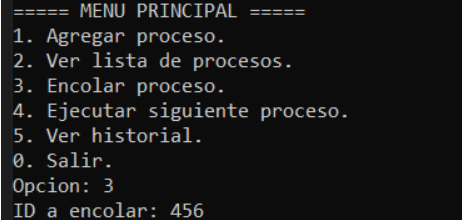 ===== MENU PRINCIPAL =====
1. Agregar proceso.
2. Ver lista de procesos.
3. Encolar proceso.
4. Ejecutar siguiente proceso.
5. Ver historial.
0. Salir.
Opcion: 3
ID a encolar: 456